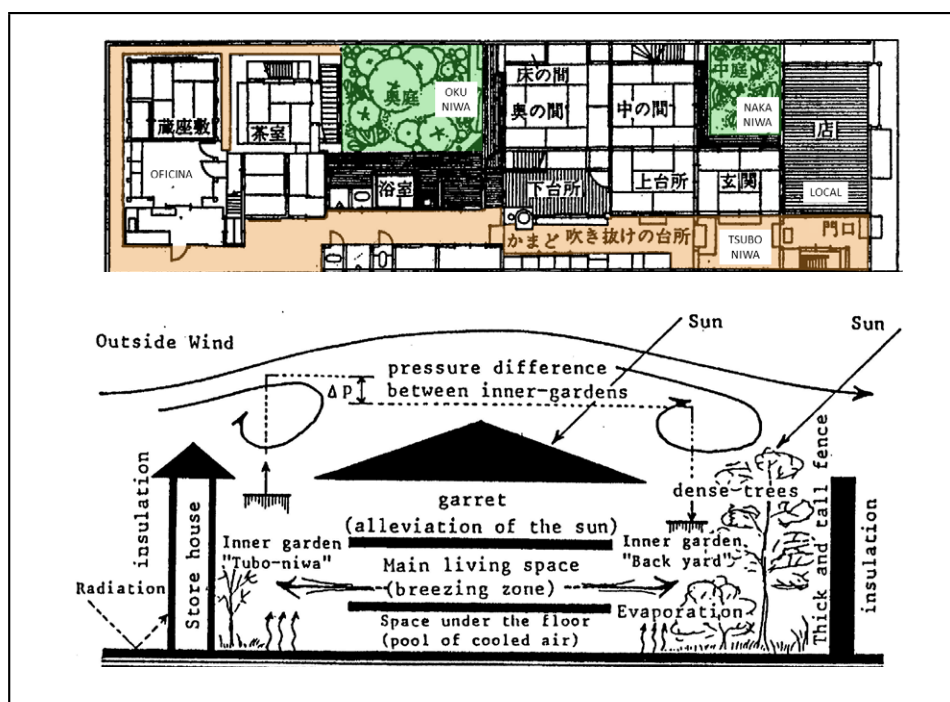 奥庭
OKU
NIWA
床の間
奥の間
中の間
中庭
NAKA
NIWA
店
蔵座敷
茶室
OFICINA
浴室
下台所
上台所
玄関
LOCAL
かまど
吹き抜けの台所
TSUBO
NIWA
門口
Sun
Sun
Outside Wind
pressure difference
between inner-gardens
ΔP
insulation
Store house
Radiation
garret
(alleviation of the sun)
Inner garden
"Tubo-niwa"
Main living space
(breezing zone)
Space under the floor
(pool of cooled air)
dense trees
Inner garden
"Back yard"
Evaporation
Thick and tall fence
insulation